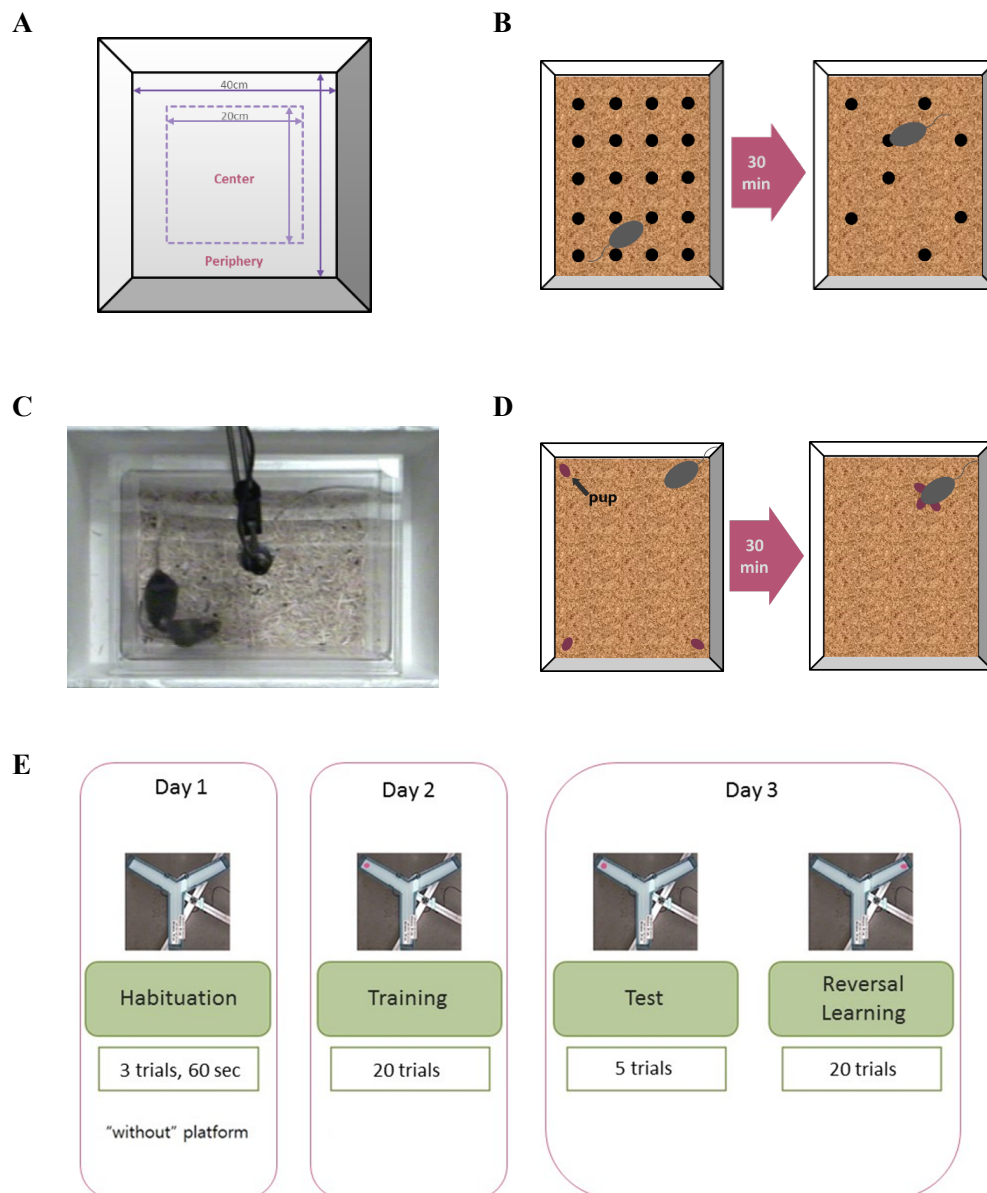 A
40cm
20cm
Center
Periphery
B
30
min
C
D
pup
30
min
E
Day 1
Habituation
3 trials, 60 sec
"without" platform
Day 2
Training
20 trials
Day 3
Test
5 trials
Reversal
Learning
20 trials